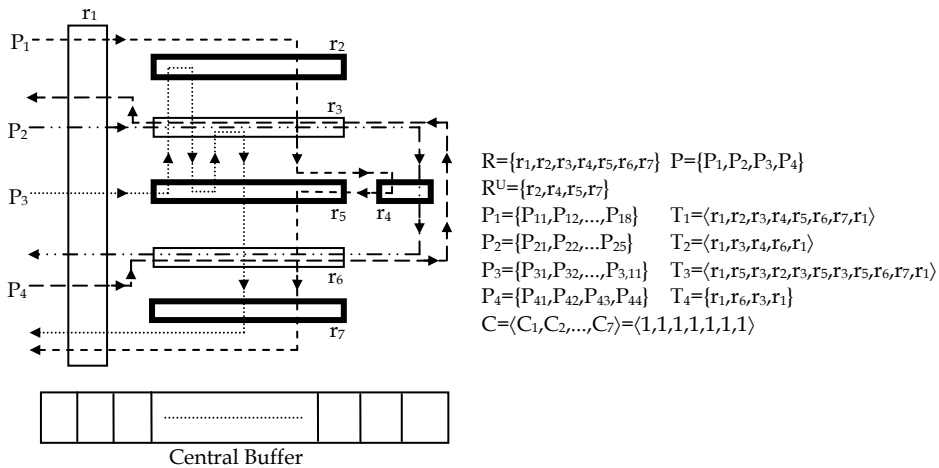 r₁
P₁
r₂
r₃
P₂
P₃
r₅
r₄
P₄
r₆
r₇
Central Buffer
R={r₁,r₂,r₃,r₄,r₅,r₆,r₇} P={P₁,P₂,P₃,P₄}
Rᵁ={r₂,r₄,r₅,r₇}
P₁={P₁₁,P₁₂,...,P₁₈} T₁=⟨r₁,r₂,r₃,r₄,r₅,r₆,r₇,r₁⟩
P₂={P₂₁,P₂₂,...P₂₅} T₂=⟨r₁,r₃,r₄,r₆,r₁⟩
P₃={P₃₁,P₃₂,...,P₃,₁₁} T₃=⟨r₁,r₅,r₃,r₂,r₃,r₅,r₃,r₅,r₆,r₇,r₁⟩
P₄={P₄₁,P₄₂,P₄₃,P₄₄} T₄={r₁,r₆,r₃,r₁}
C=⟨C₁,C₂,...,C₇⟩=⟨1,1,1,1,1,1,1⟩